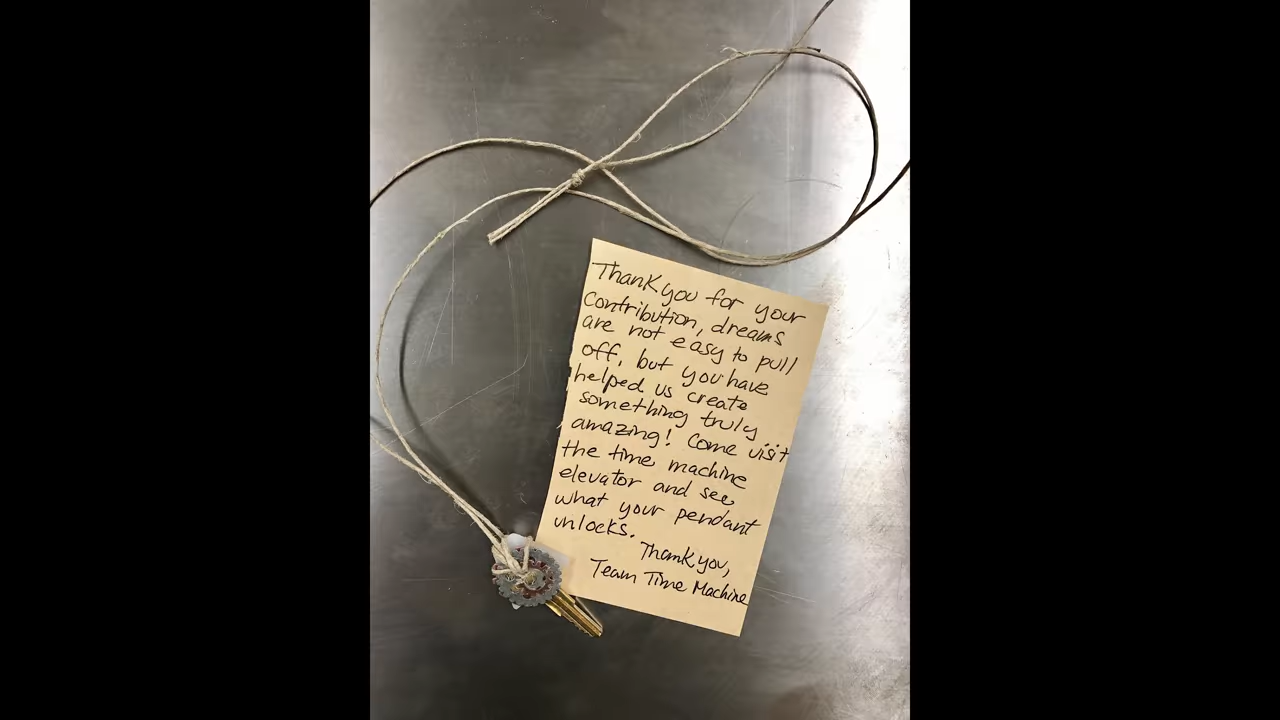 Thank you for your
Contribution, dreams
are not easy to pull
off, but you have
helped us create
something truly
amazing! Come visit
the time machine
elevator and see
what your pendant
unlocks.
Thank you,
Team Time Machine